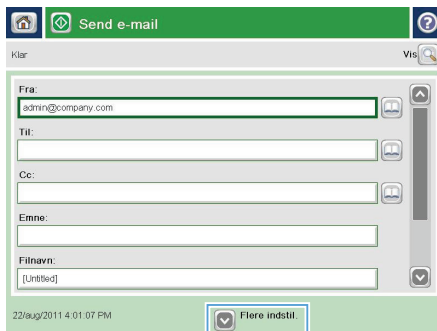 Send e-mail
Klar
Vis
Fra:
admin@company.com
Til:
Cc:
Emne:
Filnavn:
[Untitled]
22/aug/2011 4:01:07 PM
Flere indstil.